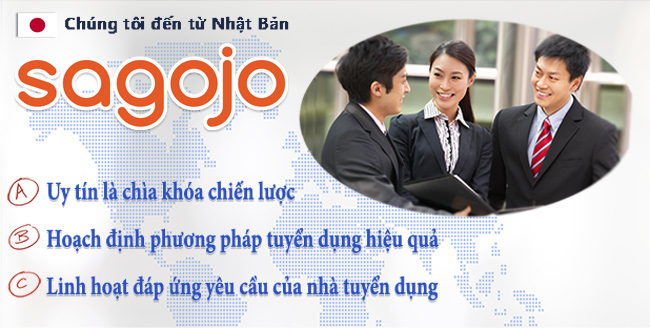 Chúng tôi đến từ Nhật Bản
sagojo
A Uy tín là chìa khóa chiến lược
B Hoạch định phương pháp tuyển dụng hiệu quả
C Linh hoạt đáp ứng yêu cầu của nhà tuyển dụng